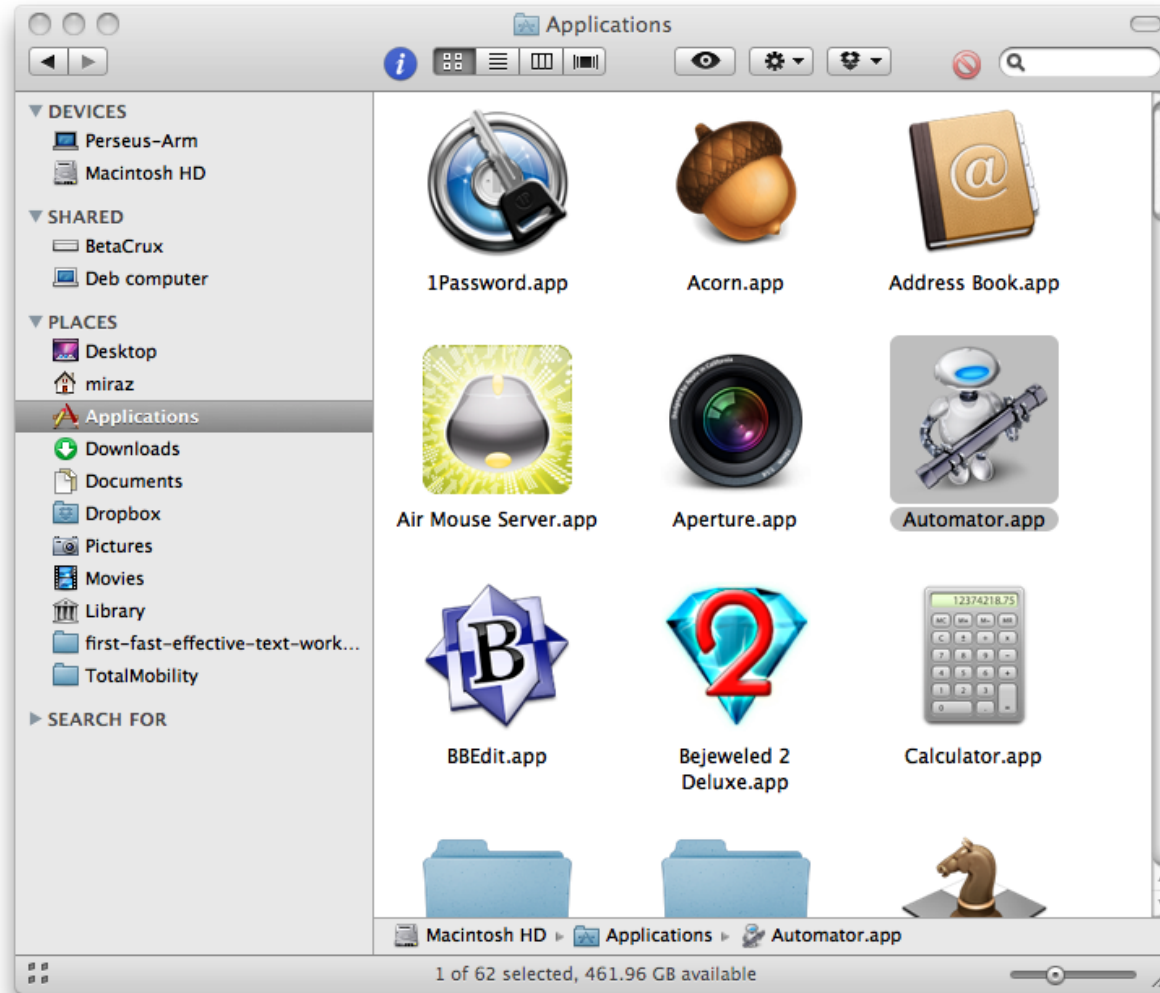 Applications
DEVICES
Perseus-Arm
Macintosh HD
SHARED
BetaCrux
Deb computer
PLACES
Desktop
miraz
Applications
Downloads
Documents
Dropbox
Pictures
Movies
Library
first-fast-effective-text-work...
TotalMobility
SEARCH FOR
1Password.app
Acorn.app
Address Book.app
Air Mouse Server.app
Aperture.app
Automator.app
BBEdit.app
Bejeweled 2
Deluxe.app
Calculator.app
12374218.75
Macintosh HD
Applications
Automator.app
1 of 62 selected, 461.96 GB available